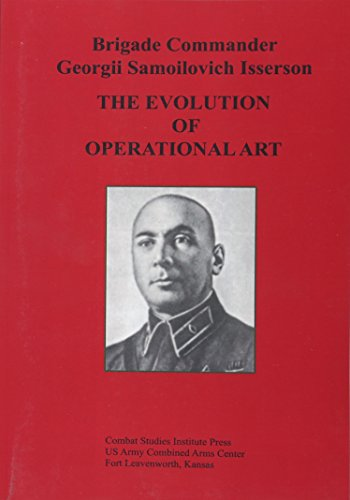 Brigade Commander
Georgii Samoilovich Isserson
THE EVOLUTION
OF
OPERATIONAL ART
Combat Studies Institute Press
US Army Combined Arms Center
Fort Leavenworth, Kansas